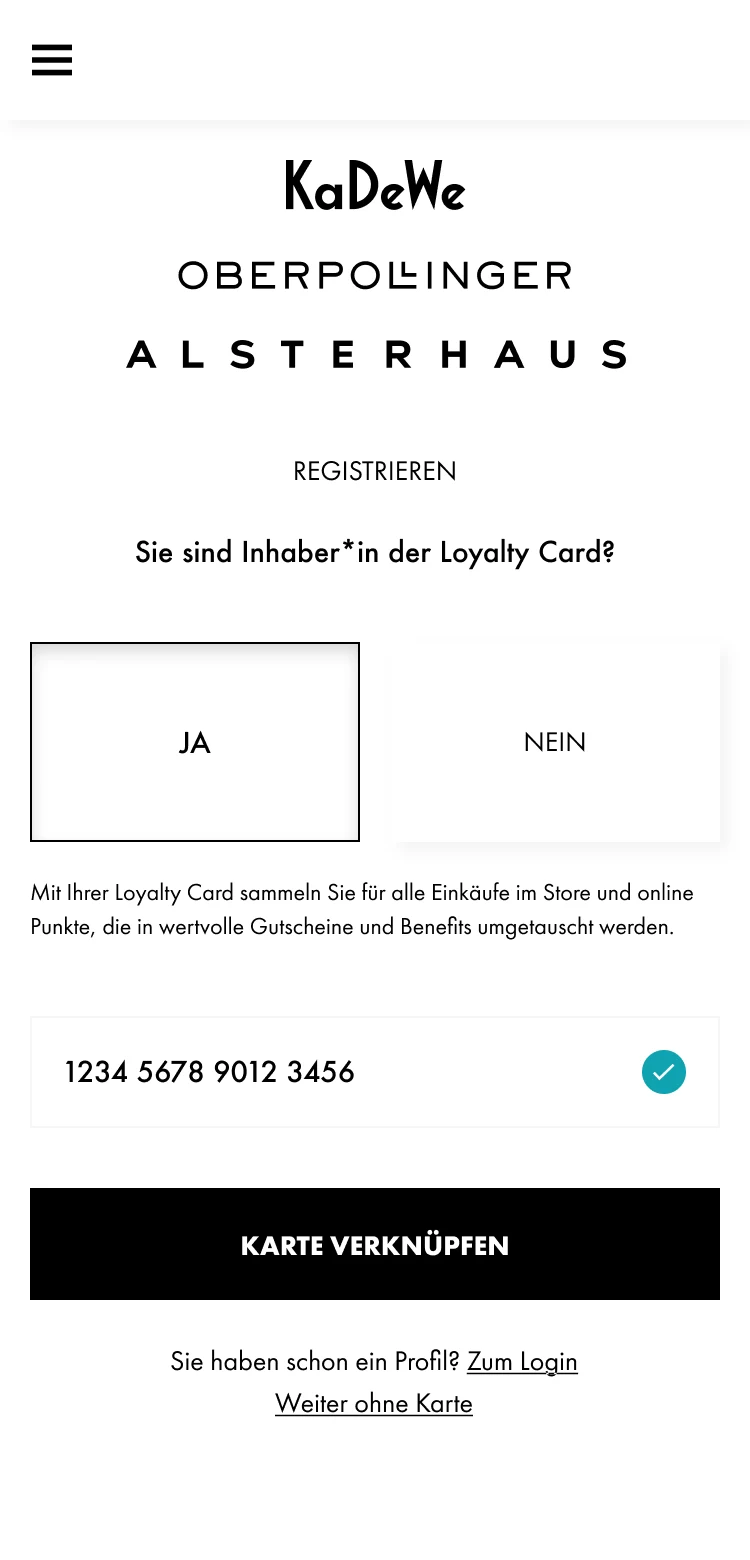 KaDeWe
OBERPOLLINGER
ALSTERHAUS
REGISTRIEREN
Sie sind Inhaber*in der Loyalty Card?
JA
NEIN
Mit Ihrer Loyalty Card sammeln Sie für alle Einkäufe im Store und online
Punkte, die in wertvolle Gutscheine und Benefits umgetauscht werden.
1234 5678 9012 3456
KARTE VERKNÜPFEN
Sie haben schon ein Profil? Zum Login
Weiter ohne Karte